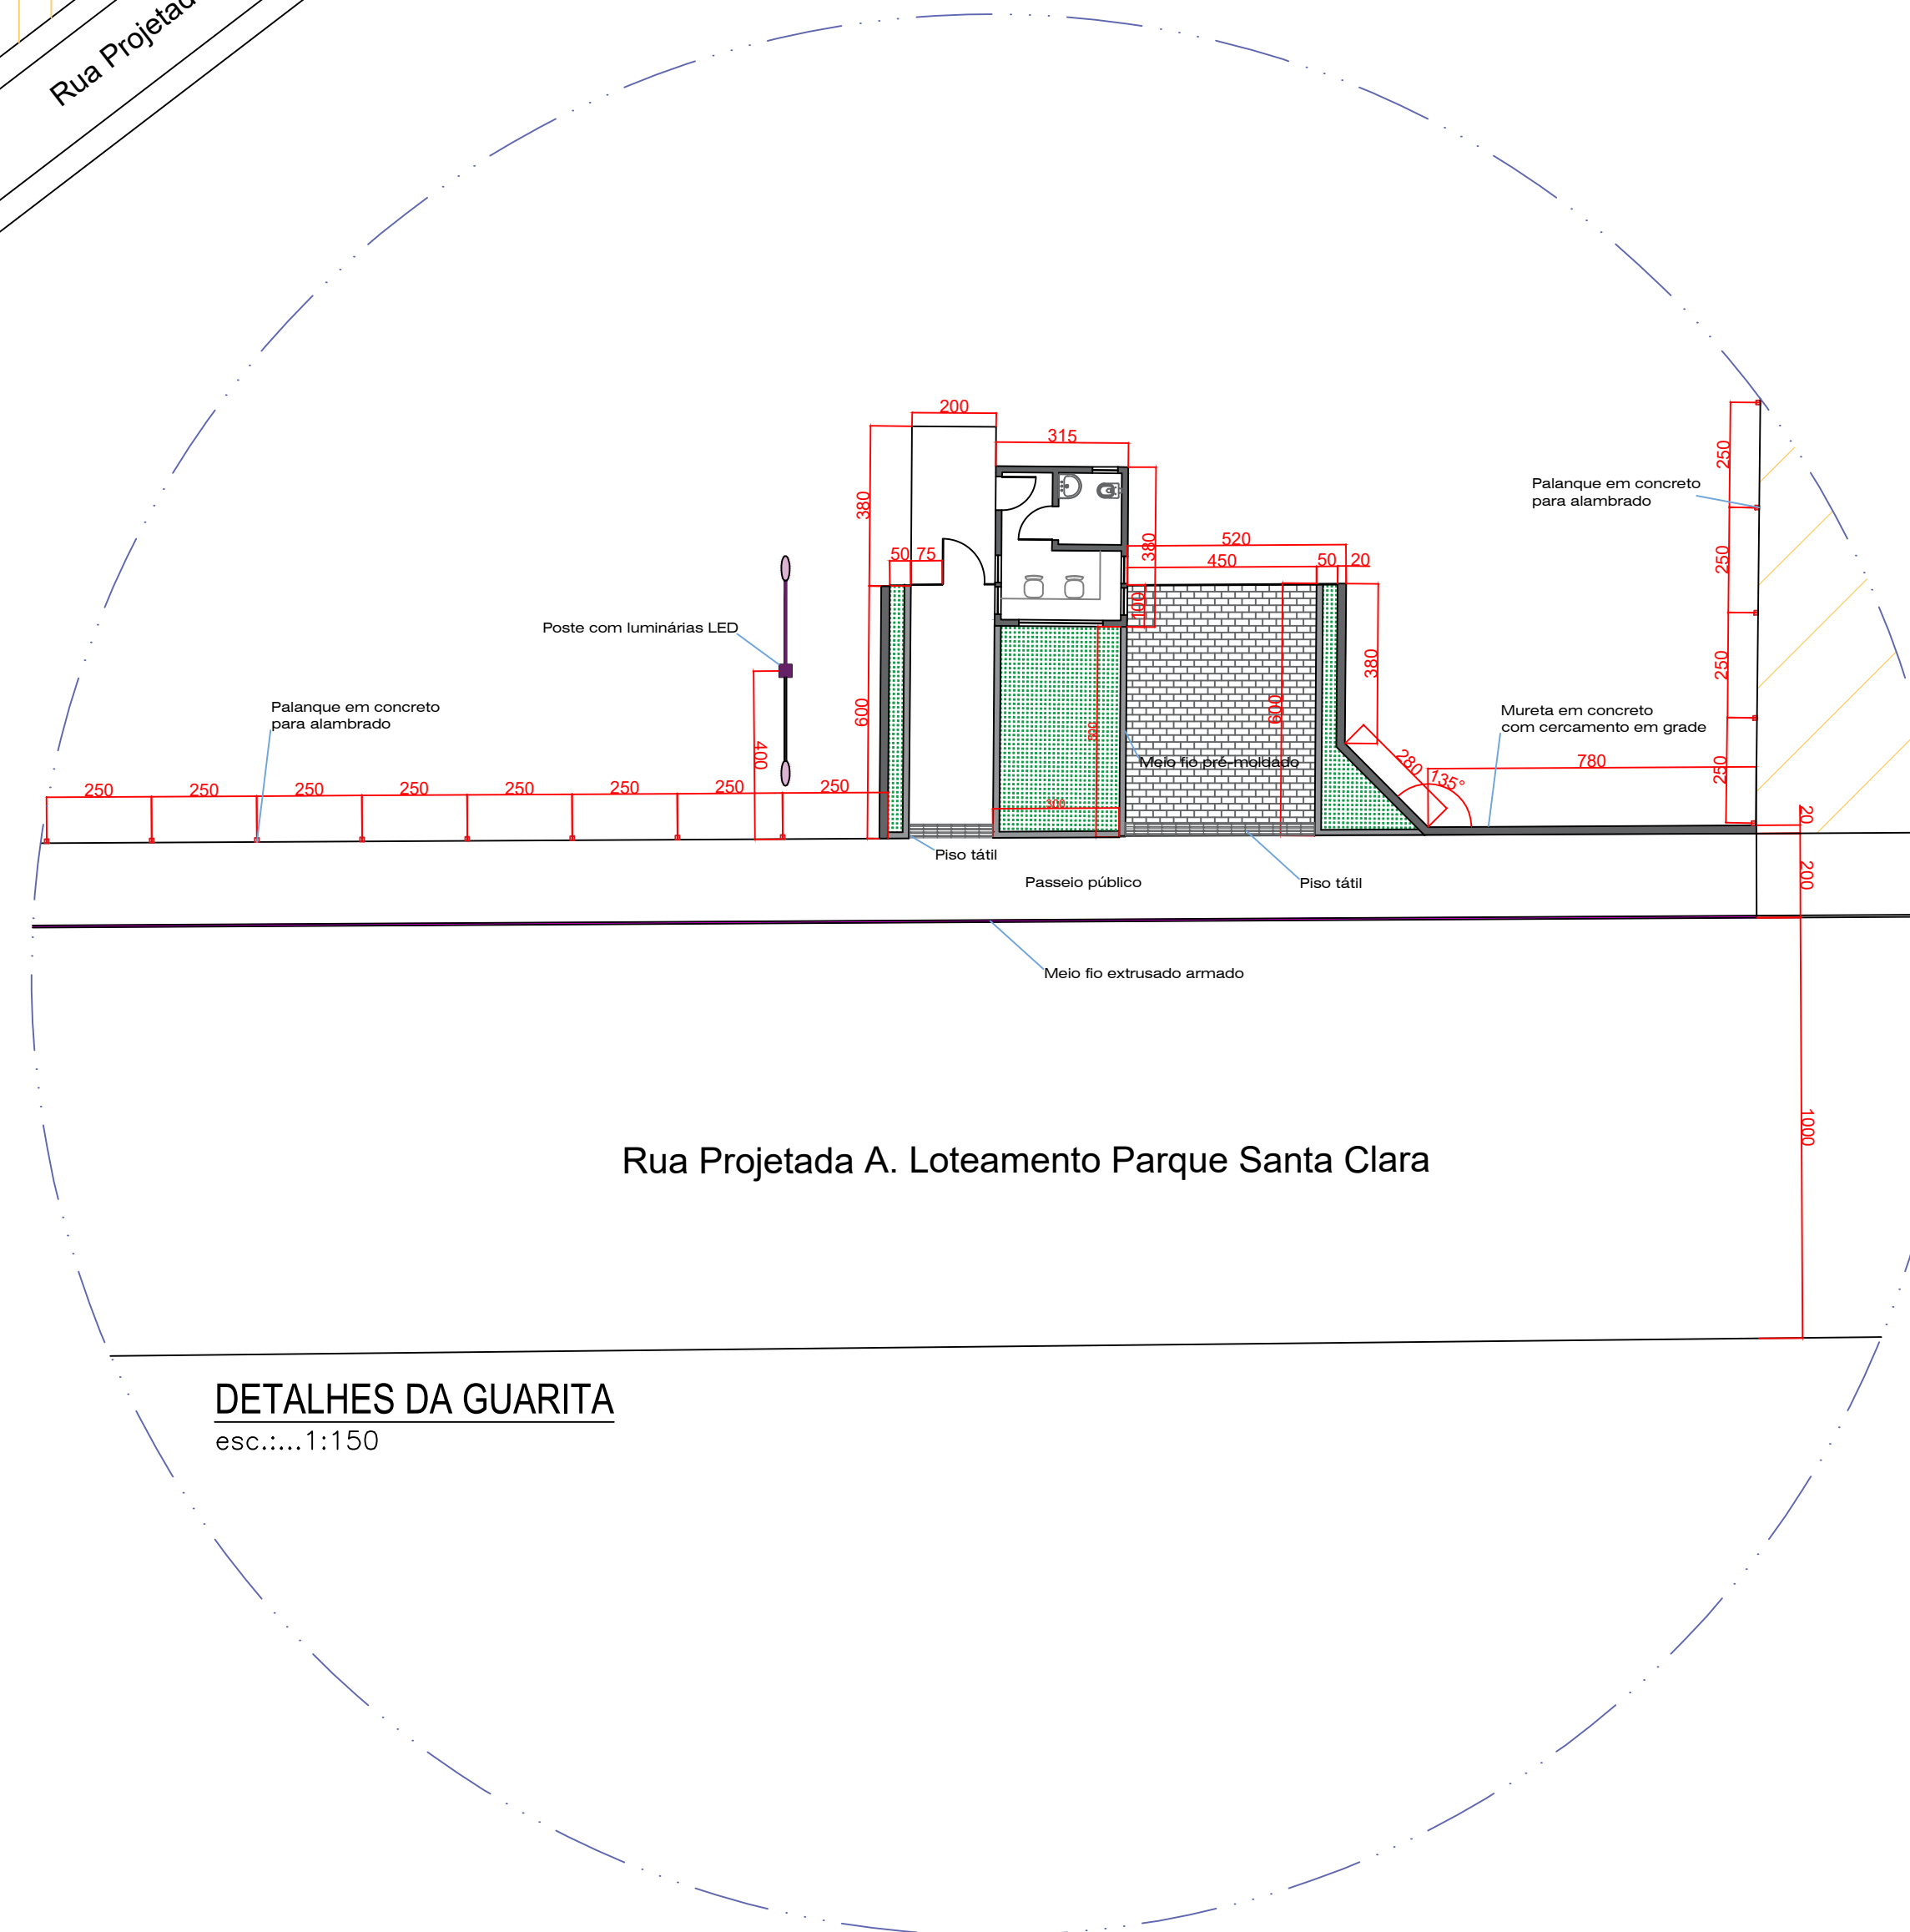 Rua Projetad
200
315
380
50
75
380
100
520
450
50
20
250
Palanque em concreto
para alambrado
250
Poste com luminárias LED
600
400
500
600
380
250
Palanque em concreto
para alambrado
Mureta em concreto
com cercamento em grade
Meio fio pré-moldado
280
135°
780
250
250
250
250
250
250
250
250
250
300
20
Piso tátil
Passeio público
Piso tátil
200
Meio fio extrusado armado
1000
Rua Projetada A. Loteamento Parque Santa Clara
DETALHES DA GUARITA
esc.:...1:150